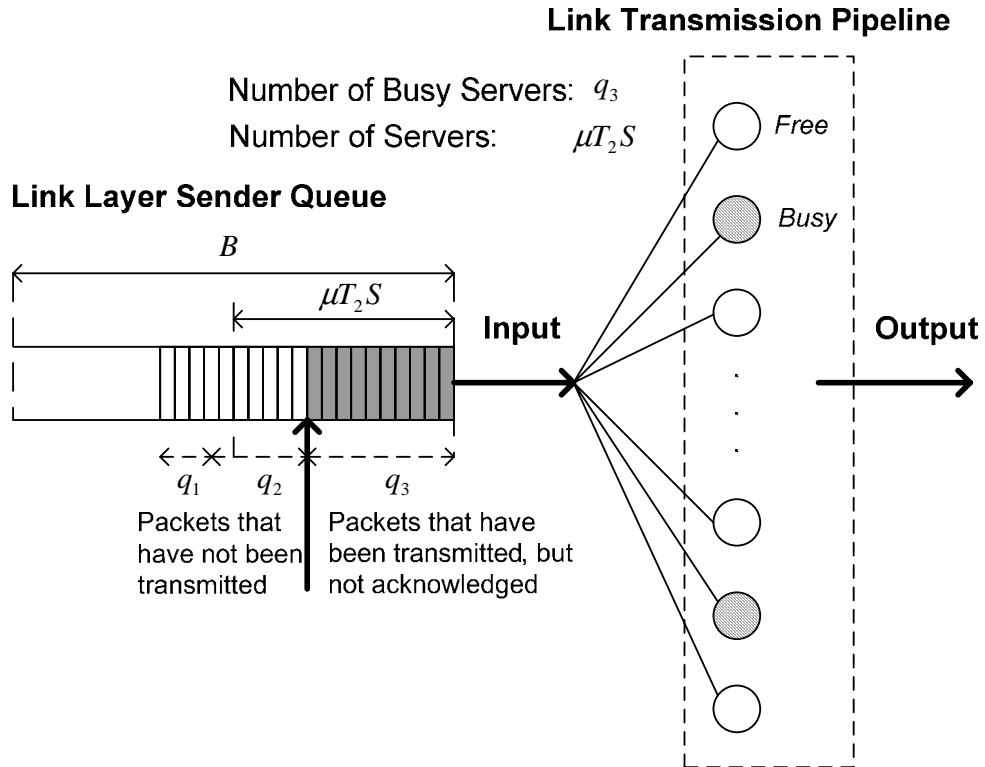 Link Transmission Pipeline
Number of Busy Servers: q₃
Number of Servers: μT₂S
Free
Link Layer Sender Queue
Busy
B
μT₂S
Input
Output
q₁ q₂ q₃
Packets that
have not been
transmitted
Packets that have
been transmitted, but
not acknowledged